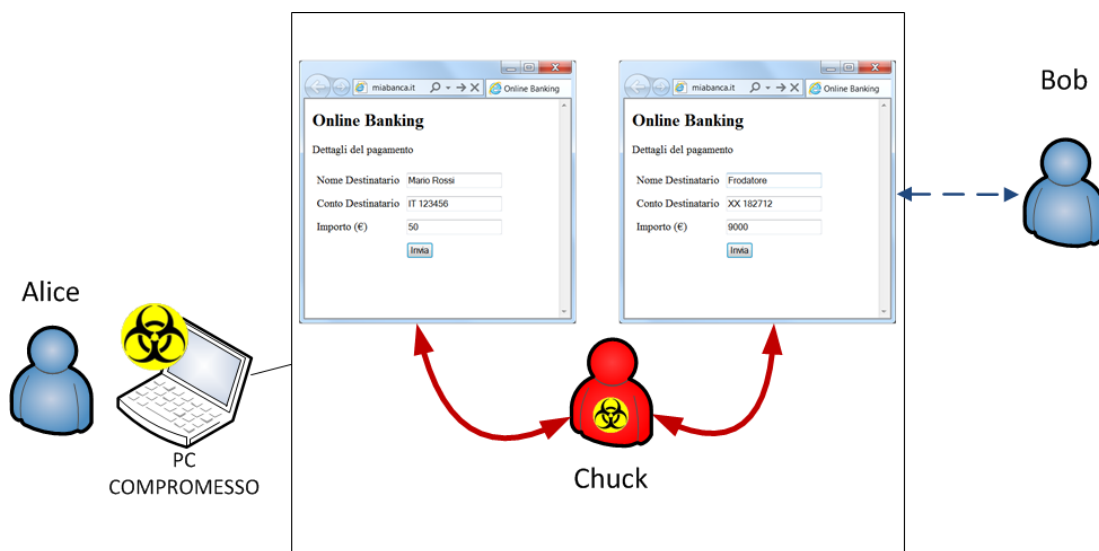 miabanca.it
Online Banking
Online Banking
Dettagli del pagamento
Nome Destinatario Mario Rossi
Conto Destinatario IT 123456
Importo (€) 50
Invia
miabanca.it
Online Banking
Online Banking
Dettagli del pagamento
Nome Destinatario Frodatore
Conto Destinatario XX 182712
Importo (€) 9000
Invia
Bob
Alice
PC
COMPROMESSO
Chuck